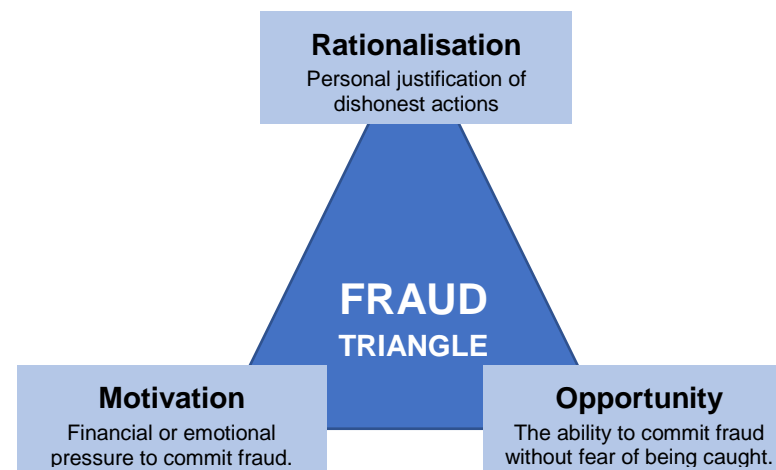 Rationalisation
Personal justification of
dishonest actions
FRAUD
TRIANGLE
Motivation
Financial or emotional
pressure to commit fraud.
Opportunity
The ability to commit fraud
without fear of being caught.